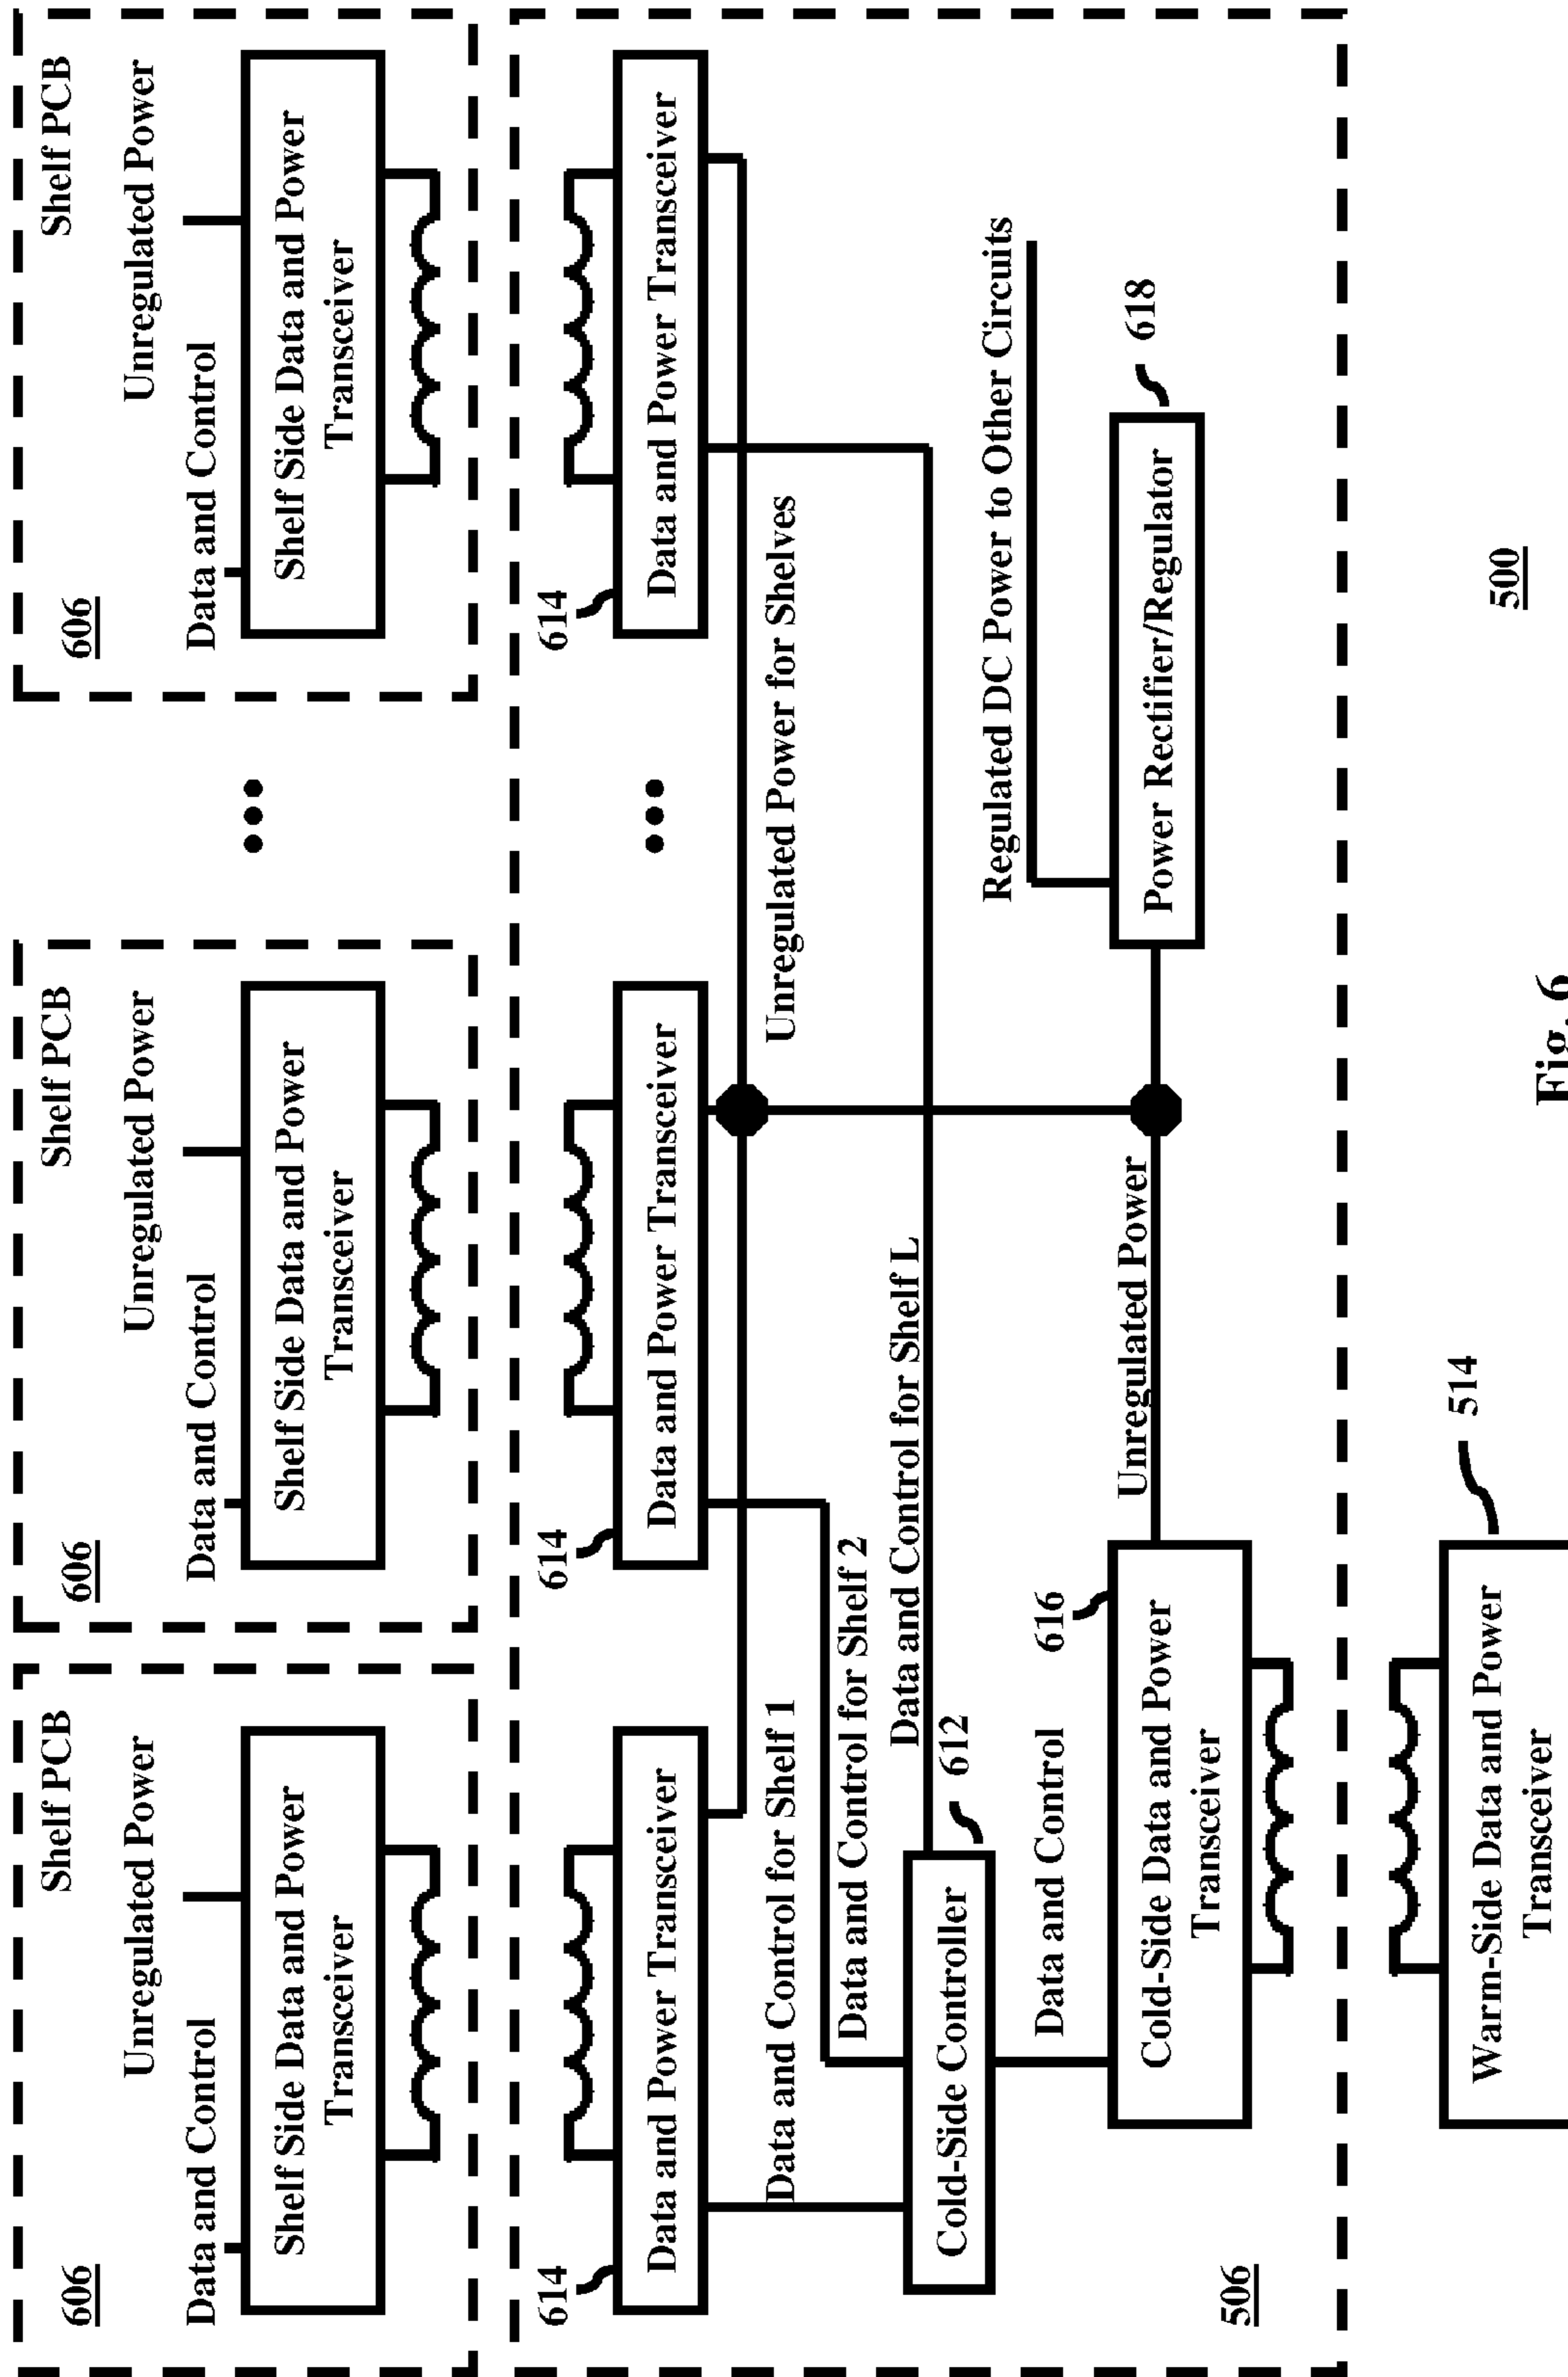 Shelf PCB
Unregulated Power
Data and Control
606
Shelf Side Data and Power
Transceiver
Shelf PCB
Unregulated Power
Data and Control
606
Shelf Side Data and Power
Transceiver
Shelf PCB
Unregulated Power
Data and Control
606
Shelf Side Data and Power
Transceiver
614
Data and Power Transceiver
614
Data and Power Transceiver
614
Data and Power Transceiver
Unregulated Power for Shelves
Data and Control for Shelf 1
Data and Control for Shelf 2
Data and Control for Shelf L
Cold-Side Controller
612
Regulated DC Power to Other Circuits
Data and Control
616
Unregulated Power
Cold-Side Data and Power
Transceiver
Power Rectifier/Regulator
618
506
514
Warm-Side Data and Power
Transceiver
500
Fig. 6